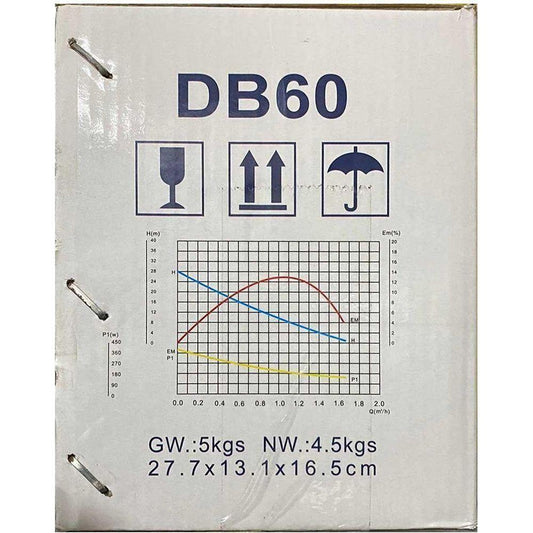 DB60
H(m)
Em(%)
40
36
32
28
24
20
16
12
8
4
0
20
18
16
14
12
10
8
6
4
2
0
H
EM
H
P1(w)
450
360
270
180
90
0
EM
P1
P1
0.0 0.2 0.4 0.6 0.8 1.0 1.2 1.4 1.6 1.8 2.0
Q(m³/h)
GW.:5kgs NW.:4.5kgs
27.7x13.1x16.5cm